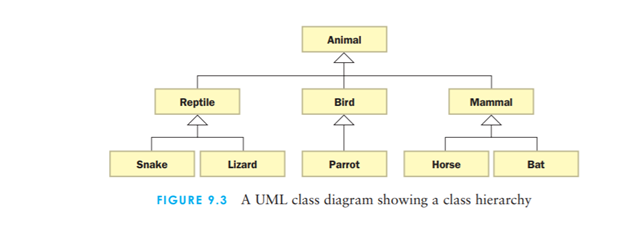 Animal
Reptile Bird Mammal
Snake Lizard Parrot Horse Bat
FIGURE 9.3 A UML class diagram showing a class hierarchy